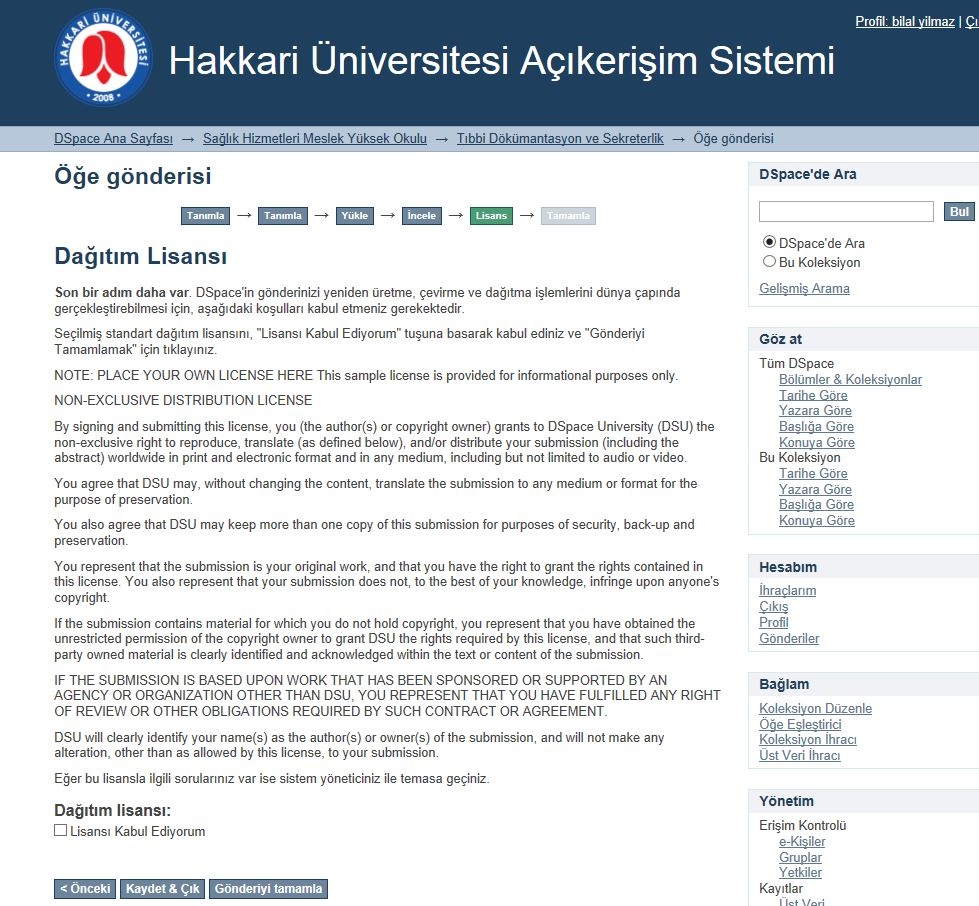 HAKKARİ ÜNİVERSİTESİ
• 2008 •
Profil: bilal yilmaz |
Hakkari Üniversitesi Açıkerişim Sistemi
DSpace Ana Sayfası → Sağlık Hizmetleri Meslek Yüksek Okulu → Tıbbi Dökümantasyon ve Sekreterlik → Öğe gönderisi
Öğe gönderisi
Tanımla → Tanımla → Yükle → İncele → Lisans → Tamamla
Dağıtım Lisansı
Son bir adım daha var. DSpace'in gönderinizi yeniden üretme, çevirme ve dağıtma işlemlerini dünya çapında
gerçekleştirebilmesi için, aşağıdaki koşulları kabul etmeniz gerekektedir.
Seçilmiş standart dağıtım lisansını, "Lisansı Kabul Ediyorum" tuşuna basarak kabul ediniz ve "Gönderiyi
Tamamlamak" için tıklayınız.
NOTE: PLACE YOUR OWN LICENSE HERE This sample license is provided for informational purposes only.
NON-EXCLUSIVE DISTRIBUTION LICENSE
By signing and submitting this license, you (the author(s) or copyright owner) grants to DSpace University (DSU) the
non-exclusive right to reproduce, translate (as defined below), and/or distribute your submission (including the
abstract) worldwide in print and electronic format and in any medium, including but not limited to audio or video.
You agree that DSU may, without changing the content, translate the submission to any medium or format for the
purpose of preservation.
You also agree that DSU may keep more than one copy of this submission for purposes of security, back-up and
preservation.
You represent that the submission is your original work, and that you have the right to grant the rights contained in
this license. You also represent that your submission does not, to the best of your knowledge, infringe upon anyone's
copyright.
If the submission contains material for which you do not hold copyright, you represent that you have obtained the
unrestricted permission of the copyright owner to grant DSU the rights required by this license, and that such third-
party owned material is clearly identified and acknowledged within the text or content of the submission.
IF THE SUBMISSION IS BASED UPON WORK THAT HAS BEEN SPONSORED OR SUPPORTED BY AN
AGENCY OR ORGANIZATION OTHER THAN DSU, YOU REPRESENT THAT YOU HAVE FULFILLED ANY RIGHT
OF REVIEW OR OTHER OBLIGATIONS REQUIRED BY SUCH CONTRACT OR AGREEMENT.
DSU will clearly identify your name(s) as the author(s) or owner(s) of the submission, and will not make any
alteration, other than as allowed by this license, to your submission.
Eğer bu lisansla ilgili sorularınız var ise sistem yöneticiniz ile temasa geçiniz.
Dağıtım lisansı:
Lisansı Kabul Ediyorum
< Önceki
Kaydet & Çık
Gönderiyi tamamla
DSpace'de Ara
Bul
DSpace'de Ara
Bu Koleksiyon
Gelişmiş Arama
Göz at
Tüm DSpace
Bölümler & Koleksiyonlar
Tarihe Göre
Yazara Göre
Başlığa Göre
Konuya Göre
Bu Koleksiyon
Tarihe Göre
Yazara Göre
Başlığa Göre
Konuya Göre
Hesabım
İhraçlarım
Çıkış
Profil
Gönderiler
Bağlam
Koleksiyon Düzenle
Öğe Eşleştirici
Koleksiyon İhracı
Üst Veri İhracı
Yönetim
Erişim Kontrolü
e-Kişiler
Gruplar
Yetkiler
Kayıtlar
Üst Veri